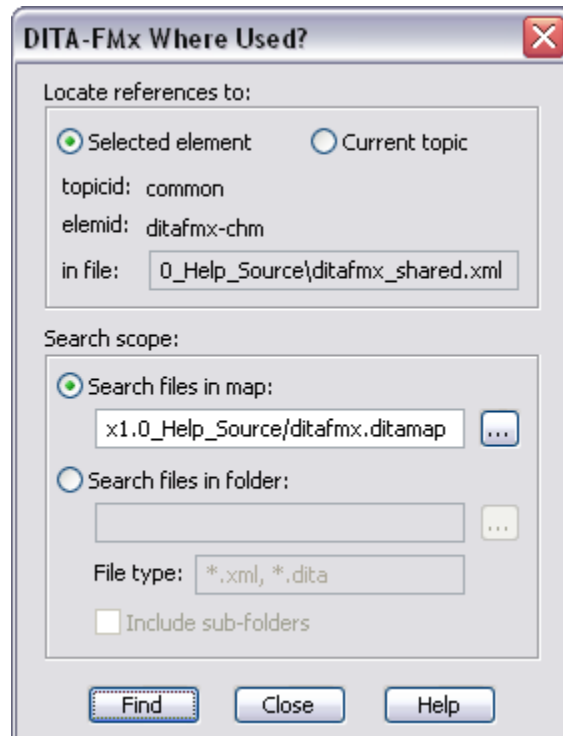 DITA-FMx Where Used?
Locate references to:
Selected element Current topic
topicid: common
elemid: ditafmx-chm
in file: 0_Help_Source\ditafmx_shared.xml
Search scope:
Search files in map:
x1.0_Help_Source/ditafmx.ditamap ...
Search files in folder:
...
File type: *.xml, *.dita
Include sub-folders
Find Close Help